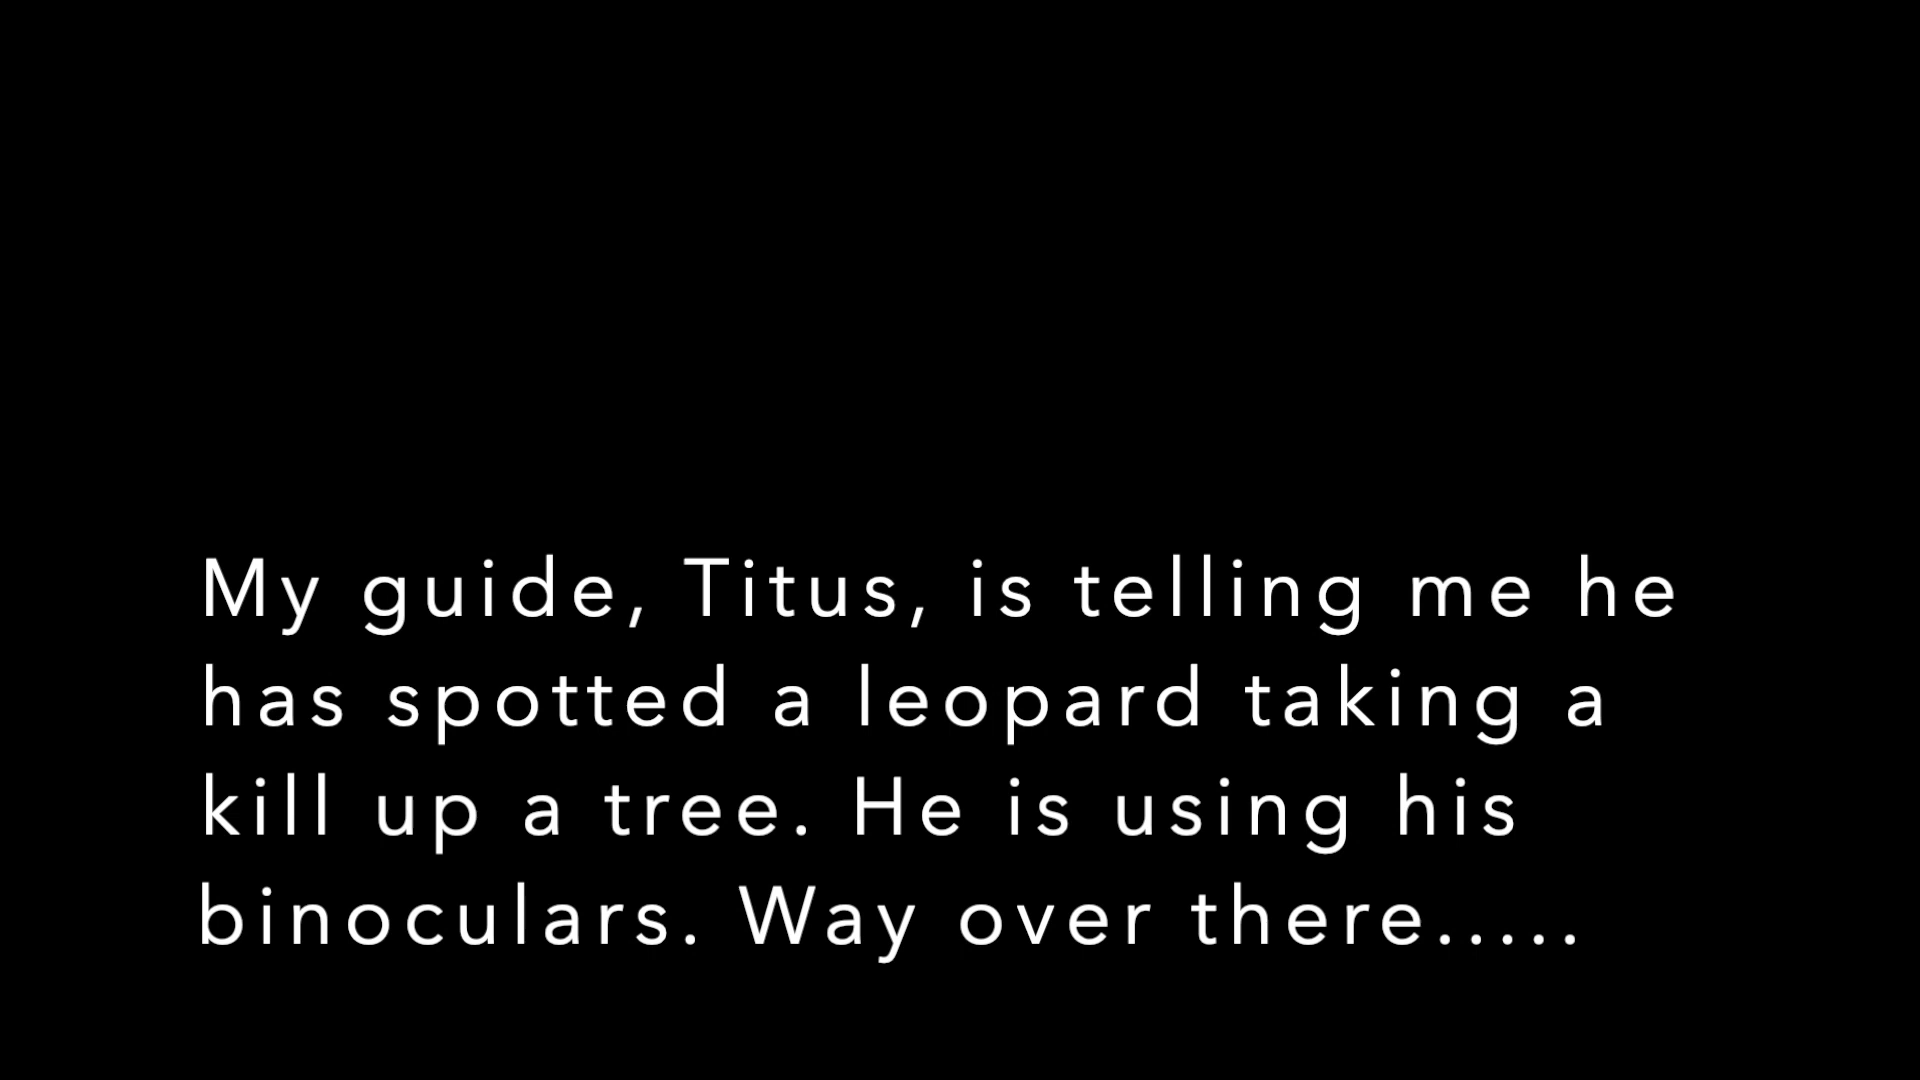 My guide, Titus, is telling me he
has spotted a leopard taking a
kill up a tree. He is using his
binoculars. Way over there.....